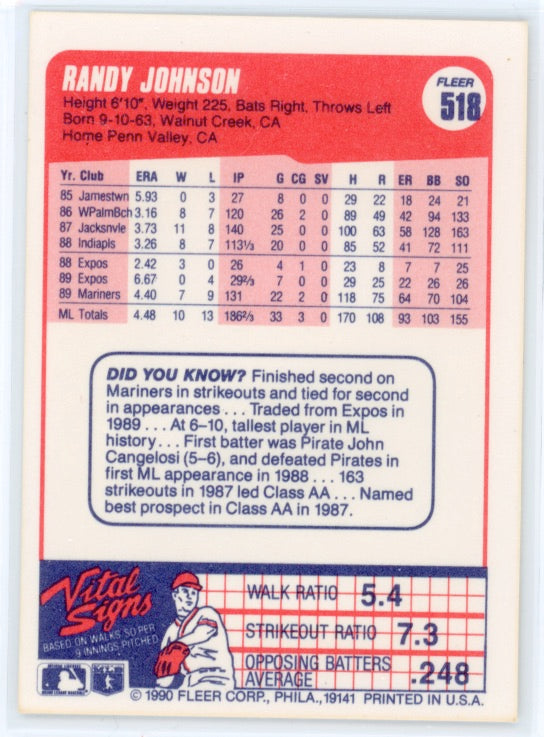 RANDY JOHNSON
FLEER
518
Height 6'10", Weight 225, Bats Right, Throws Left
Born 9-10-63, Walnut Creek, CA
Home Penn Valley, CA
Yr. Club ERA W L IP G CG SV H R ER BB SO
85 Jamestwn 5.93 0 3 27 8 0 0 29 22 18 24 21
86 WPalmBch 3.16 8 7 120 26 2 0 89 49 42 94 133
87 Jacksnvle 3.73 11 8 140 25 0 0 100 63 58 128 163
88 Indiapls 3.26 8 7 113⅓ 20 0 0 85 52 41 72 111
88 Expos 2.42 3 0 26 4 1 0 23 8 7 7 25
89 Expos 6.67 0 4 29⅔ 7 0 0 29 25 22 26 26
89 Mariners 4.40 7 9 131 22 2 0 118 75 64 70 104
ML Totals 4.48 10 13 186⅔ 33 3 0 170 108 93 103 155
DID YOU KNOW? Finished second on
Mariners in strikeouts and tied for second
in appearances . . . Traded from Expos in
1989 . . . At 6–10, tallest player in ML
history . . . First batter was Pirate John
Cangelosi (5–6), and defeated Pirates in
first ML appearance in 1988 . . . 163
strikeouts in 1987 led Class AA . . . Named
best prospect in Class AA in 1987.
Vital
Signs
BASED ON WALKS, SO PER
9 INNINGS PITCHED
WALK RATIO 5.4
STRIKEOUT RATIO 7.3
OPPOSING BATTERS
AVERAGE .248
© 1990 FLEER CORP., PHILA., 19141 PRINTED IN U.S.A.